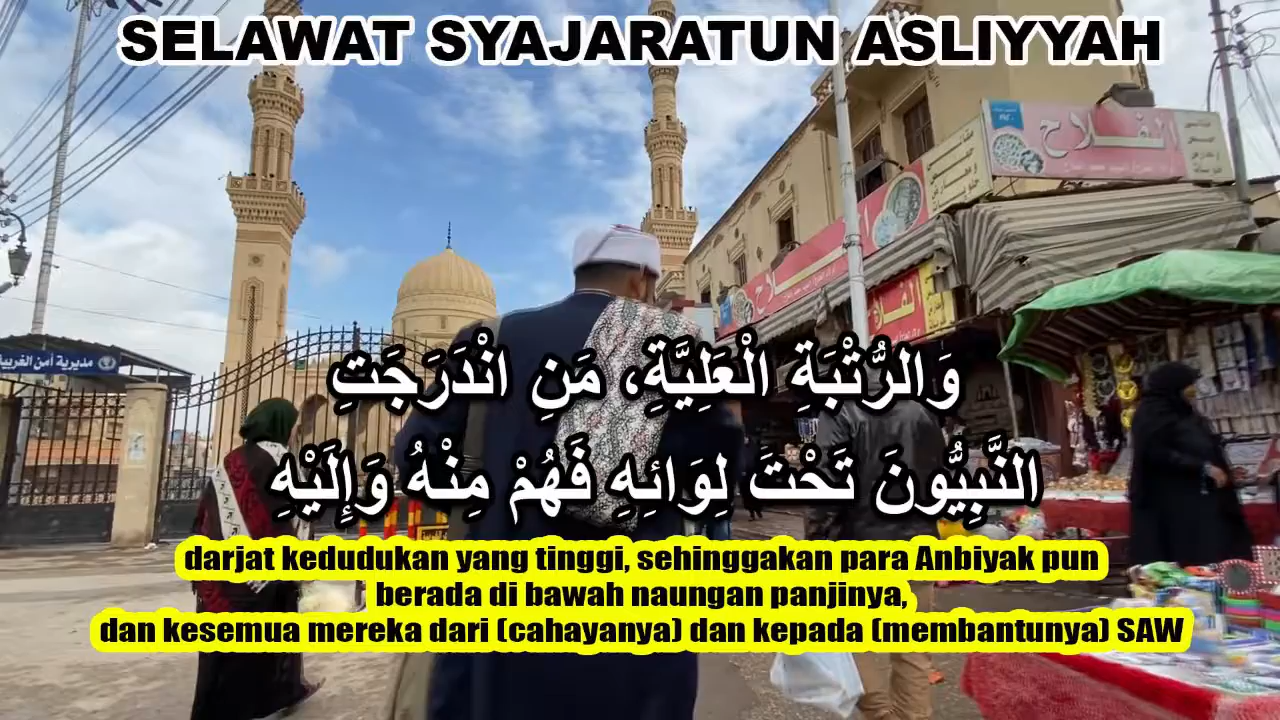 SELAWAT SYAJARATUN ASLIYYAH
انفلاح
مديرية أمن الغربية
وَالرُّتْبَةِ الْعَلِيَّةِ، مَنِ انْدَرَجَتِ
النَّبِيُّونَ تَحْتَ لِوَائِهِ فَهُمْ مِنْهُ وَإِلَيْهِ
darjat kedudukan yang tinggi, sehinggakan para Anbiyak pun
berada di bawah naungan panjinya,
dan kesemua mereka dari (cahayanya) dan kepada (membantunya) SAW